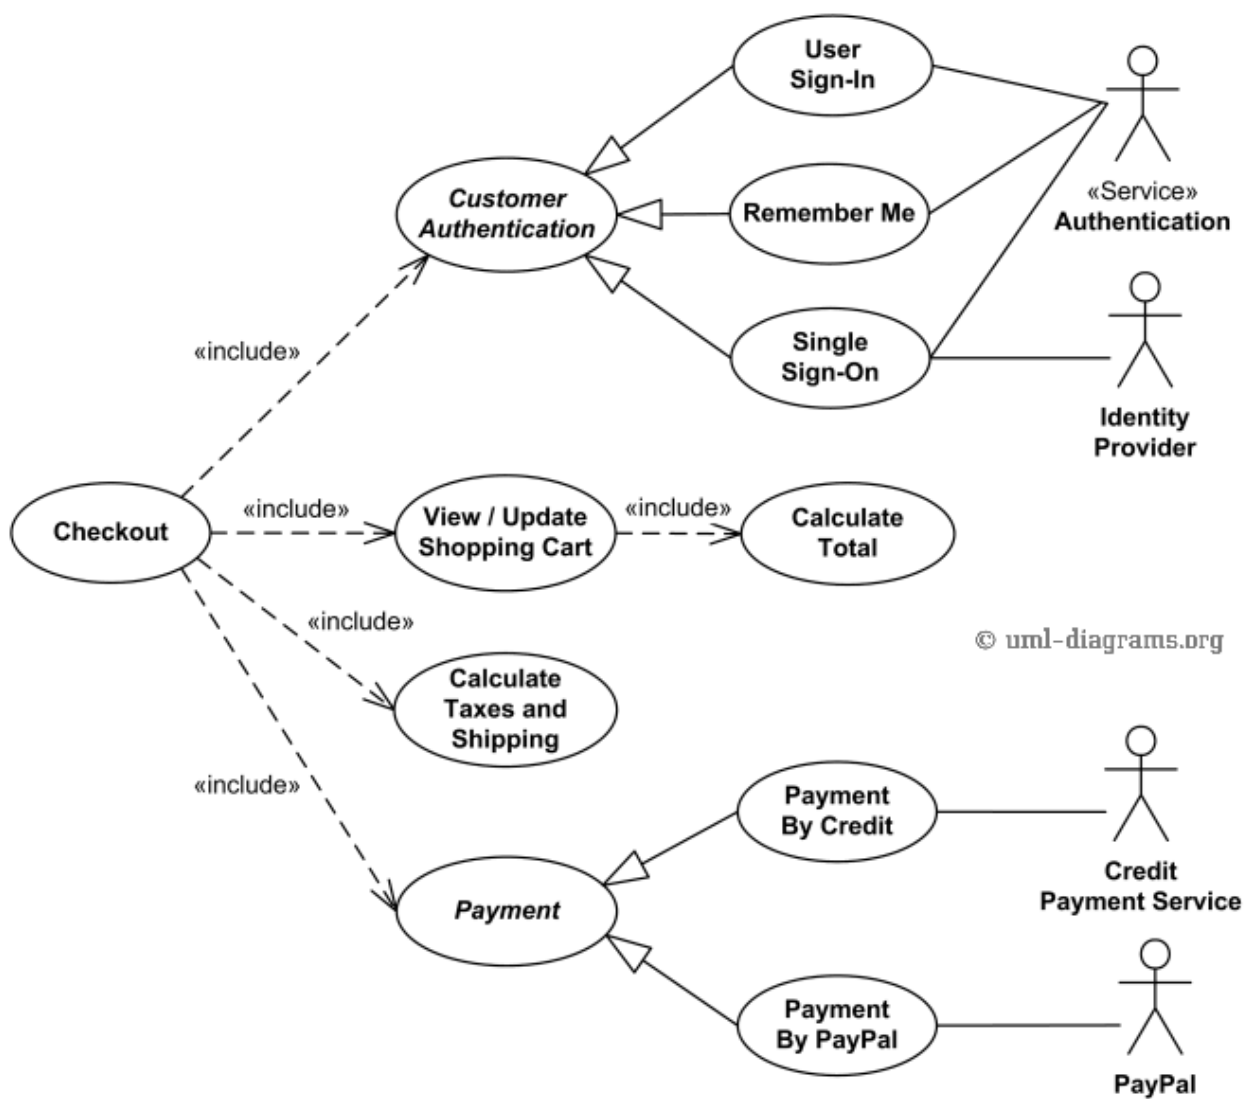 User
Sign-In
«Service»
Authentication
Customer
Authentication
Remember Me
Single
Sign-On
Identity
Provider
«include»
Checkout
«include»
View / Update
Shopping Cart
«include»
Calculate
Total
«include»
Calculate
Taxes and
Shipping
© uml-diagrams.org
«include»
Payment
Payment
By Credit
Credit
Payment Service
Payment
By PayPal
PayPal